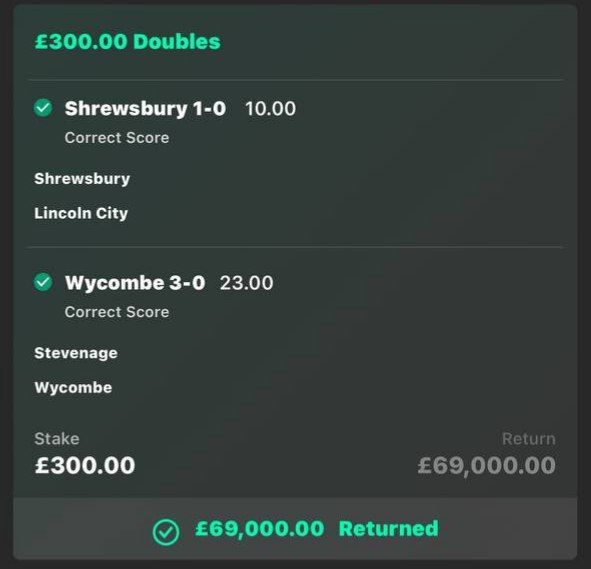 £300.00 Doubles
Shrewsbury 1-0 10.00
Correct Score
Shrewsbury
Lincoln City
Wycombe 3-0 23.00
Correct Score
Stevenage
Wycombe
Stake Return
£300.00 £69,000.00
£69,000.00 Returned